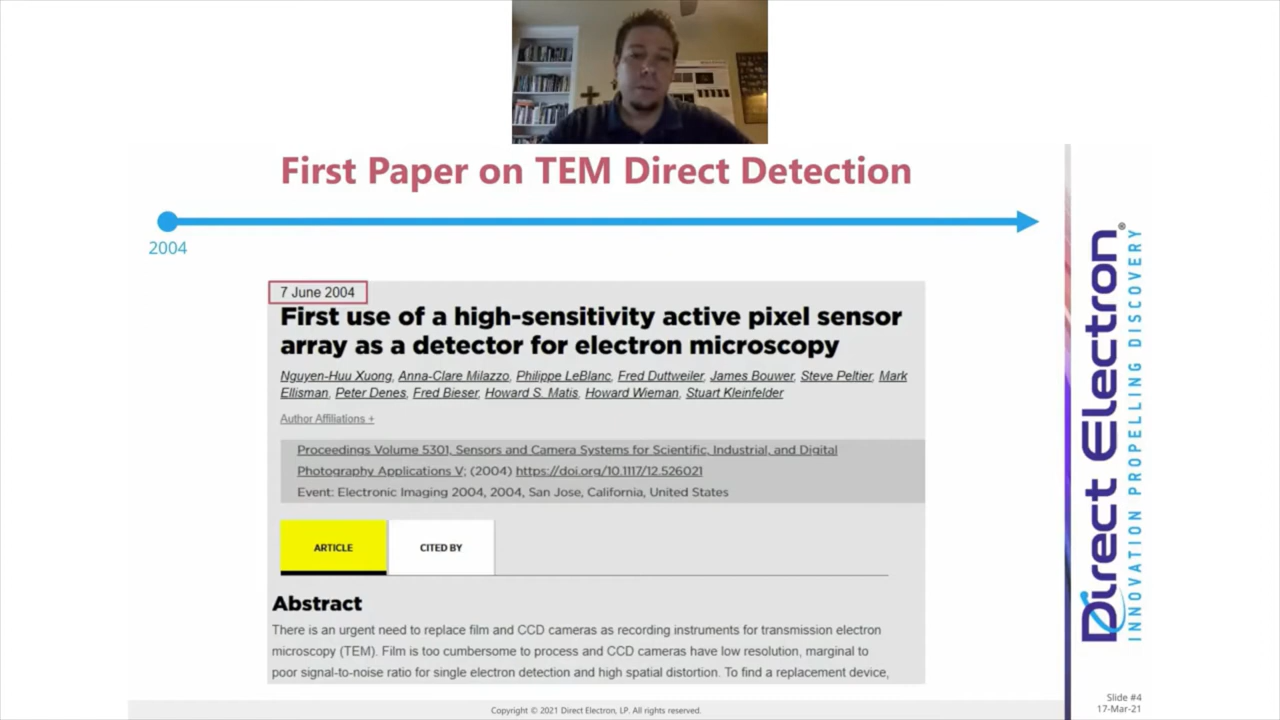 First Paper on TEM Direct Detection
2004
7 June 2004
First use of a high-sensitivity active pixel sensor
array as a detector for electron microscopy
Nguyen-Huu Xuong, Anna-Clare Milazzo, Philippe LeBlanc, Fred Duttweiler, James Bouwer, Steve Peltier, Mark
Ellisman, Peter Denes, Fred Bieser, Howard S. Matis, Howard Wieman, Stuart Kleinfelder
Author Affiliations +
Proceedings Volume 5301, Sensors and Camera Systems for Scientific, Industrial, and Digital
Photography Applications V; (2004) https://doi.org/10.1117/12.526021
Event: Electronic Imaging 2004, 2004, San Jose, California, United States
ARTICLE
CITED BY
Abstract
There is an urgent need to replace film and CCD cameras as recording instruments for transmission electron
microscopy (TEM). Film is too cumbersome to process and CCD cameras have low resolution, marginal to
poor signal-to-noise ratio for single electron detection and high spatial distortion. To find a replacement device,
Direct Electron®
INNOVATION PROPELLING DISCOVERY
Copyright © 2021 Direct Electron, LP. All rights reserved.
Slide #4
17-Mar-21